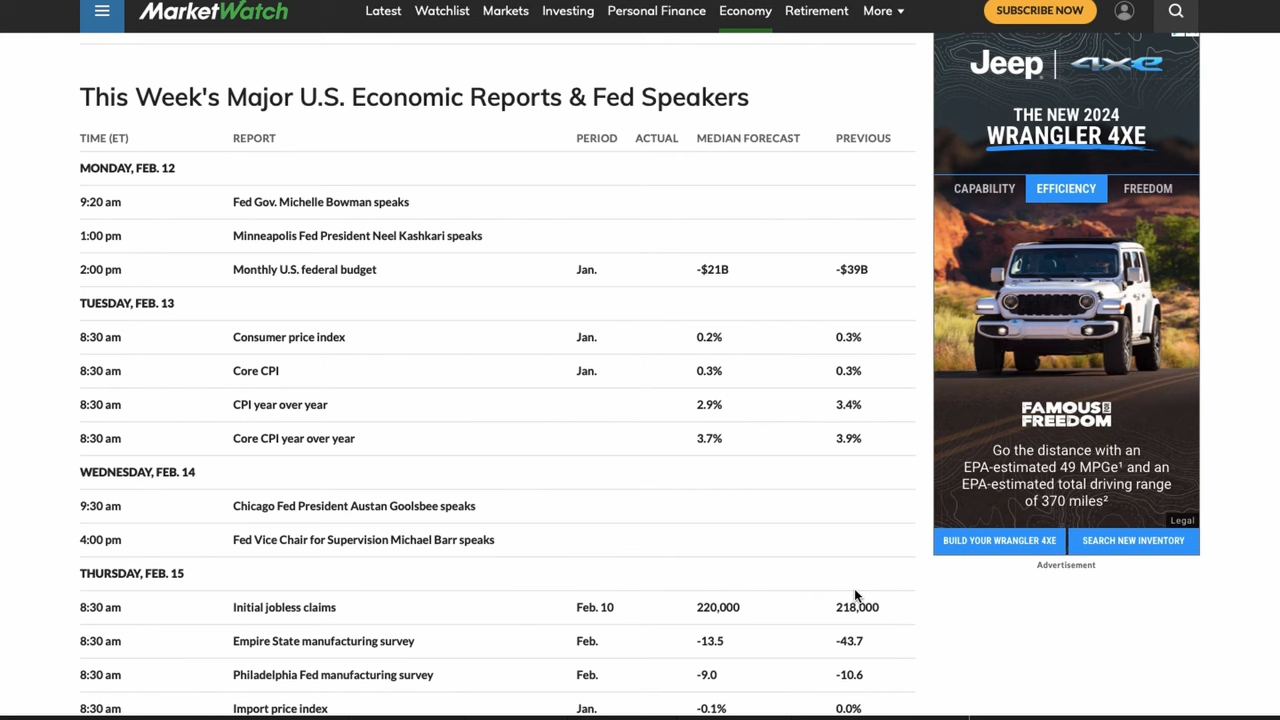 MarketWatch Latest Watchlist Markets Investing Personal Finance Economy Retirement More SUBSCRIBE NOW
This Week's Major U.S. Economic Reports & Fed Speakers
TIME (ET) REPORT PERIOD ACTUAL MEDIAN FORECAST PREVIOUS
MONDAY, FEB. 12
9:20 am Fed Gov. Michelle Bowman speaks
1:00 pm Minneapolis Fed President Neel Kashkari speaks
2:00 pm Monthly U.S. federal budget Jan. -$21B -$39B
TUESDAY, FEB. 13
8:30 am Consumer price index Jan. 0.2% 0.3%
8:30 am Core CPI Jan. 0.3% 0.3%
8:30 am CPI year over year 2.9% 3.4%
8:30 am Core CPI year over year 3.7% 3.9%
WEDNESDAY, FEB. 14
9:30 am Chicago Fed President Austan Goolsbee speaks
4:00 pm Fed Vice Chair for Supervision Michael Barr speaks
THURSDAY, FEB. 15
8:30 am Initial jobless claims Feb. 10 220,000 218,000
8:30 am Empire State manufacturing survey Feb. -13.5 -43.7
8:30 am Philadelphia Fed manufacturing survey Feb. -9.0 -10.6
8:30 am Import price index Jan. -0.1% 0.0%
Jeep 4xe
THE NEW 2024
WRANGLER 4XE
CAPABILITY EFFICIENCY FREEDOM
FAMOUS FOR
FREEDOM
Go the distance with an
EPA-estimated 49 MPGe¹ and an
EPA-estimated total driving range
of 370 miles²
Legal
BUILD YOUR WRANGLER 4XE SEARCH NEW INVENTORY
Advertisement